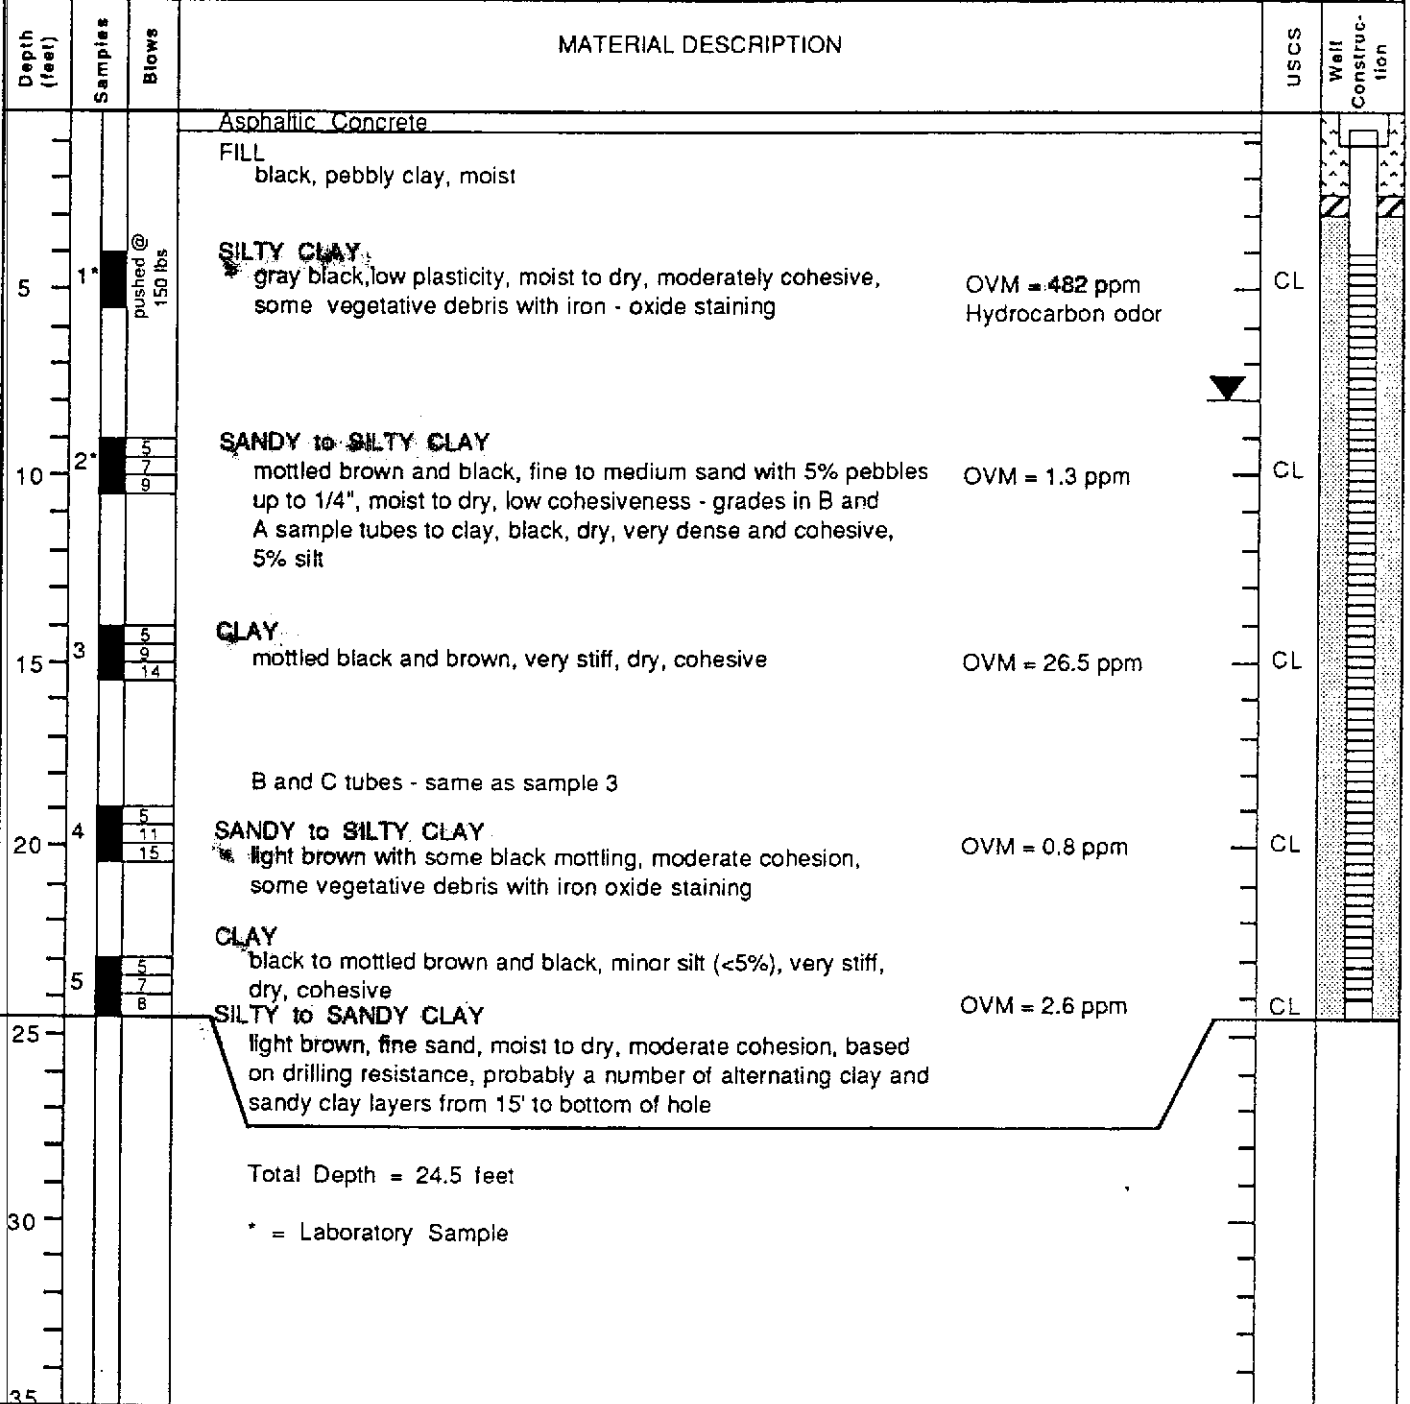 Depth (feet)
Samples
Blows
MATERIAL DESCRIPTION
USCS
Well Construc-tion
Asphaltic Concrete
FILL
black, pebbly clay, moist
pushed @ 150 lbs
SILTY CLAY
1*
gray black, low plasticity, moist to dry, moderately cohesive,
OVM = 482 ppm
CL
5
some vegetative debris with iron - oxide staining
Hydrocarbon odor
SANDY to SILTY CLAY
5
2*
7
mottled brown and black, fine to medium sand with 5% pebbles
OVM = 1.3 ppm
CL
10
9
up to 1/4", moist to dry, low cohesiveness - grades in B and
A sample tubes to clay, black, dry, very dense and cohesive,
5% silt
CLAY
5
3
9
mottled black and brown, very stiff, dry, cohesive
OVM = 26.5 ppm
CL
15
14
B and C tubes - same as sample 3
5
4
11
SANDY to SILTY CLAY
20
15
light brown with some black mottling, moderate cohesion,
OVM = 0.8 ppm
CL
some vegetative debris with iron oxide staining
CLAY
5
black to mottled brown and black, minor silt (<5%), very stiff,
5
7
dry, cohesive
8
OVM = 2.6 ppm
CL
SILTY to SANDY CLAY
25
light brown, fine sand, moist to dry, moderate cohesion, based
on drilling resistance, probably a number of alternating clay and
sandy clay layers from 15' to bottom of hole
Total Depth = 24.5 feet
30
* = Laboratory Sample
35